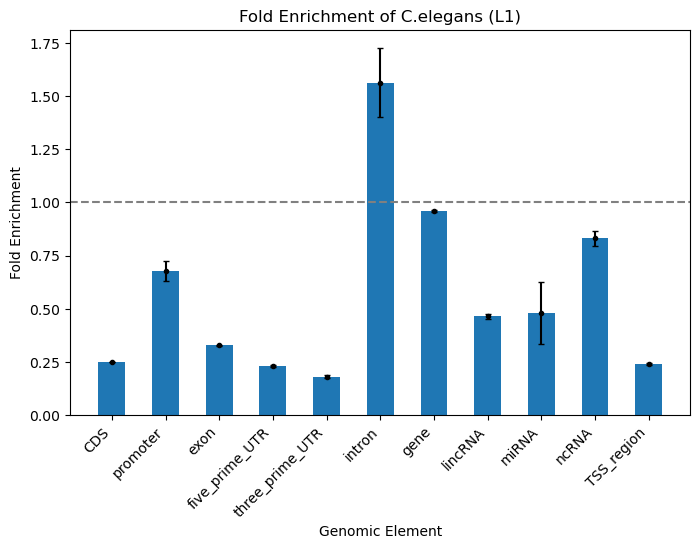 Fold Enrichment of C.elegans (L1)
Fold Enrichment
1.75
1.50
1.25
1.00
0.75
0.50
0.25
0.00
CDS
promoter
exon
five_prime_UTR
three_prime_UTR
intron
gene
lincRNA
miRNA
ncRNA
TSS_region
Genomic Element